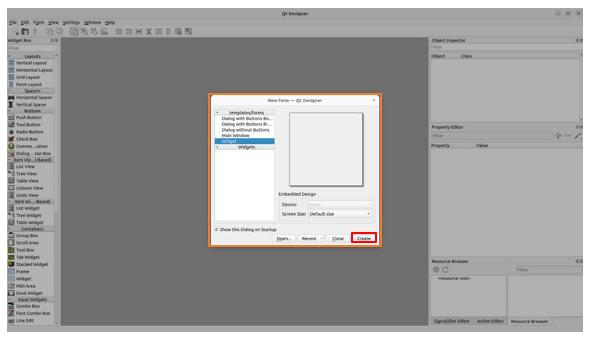 Qt Designer
File Edit Form View Settings Window Help
Widget Box
Filter
Layouts
Vertical Layout
Horizontal Layout
Grid Layout
Form Layout
Spacers
Horizontal Spacer
Vertical Spacer
Buttons
Push Button
Tool Button
Radio Button
Check Box
Comma...utton
Dialog ...ton Box
Item Vie...l-Based)
List View
Tree View
Table View
Column View
Undo View
Item Wi...-Based)
List Widget
Tree Widget
Table Widget
Containers
Group Box
Scroll Area
Tool Box
Tab Widget
Stacked Widget
Frame
Widget
MDI Area
Dock Widget
Input Widgets
Combo Box
Font Combo Box
Line Edit
New Form — Qt Designer
templates/forms
Dialog with Buttons Bo...
Dialog with Buttons Ri...
Dialog without Buttons
Main Window
Widget
Widgets
Embedded Design
Device:
Screen Size: Default size
Show this Dialog on Startup
Open... Recent Close Create
Object Inspector
Filter
Object Class
Property Editor
Filter
Property Value
Resource Browser
Filter
<resource root>
Signal/Slot Editor Action Editor Resource Browser